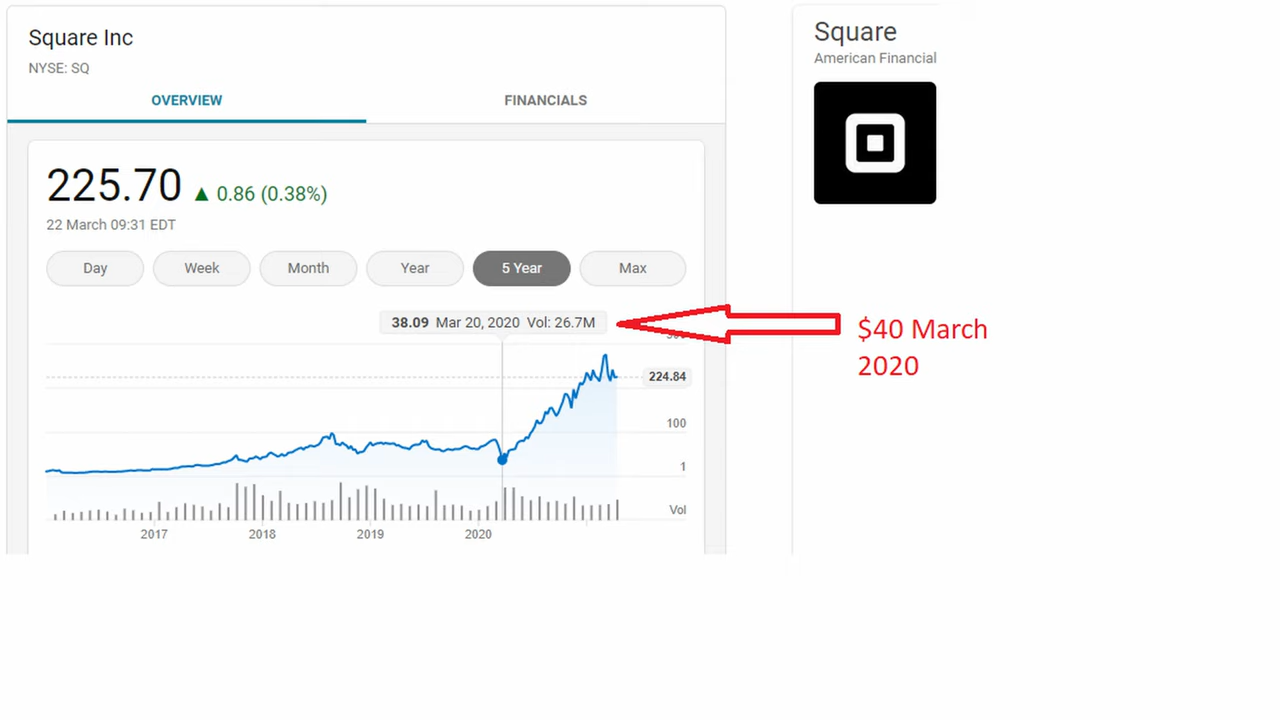 Square Inc
NYSE: SQ
OVERVIEW
FINANCIALS
225.70 ▲ 0.86 (0.38%)
22 March 09:31 EDT
Day
Week
Month
Year
5 Year
Max
38.09 Mar 20, 2020 Vol: 26.7M
224.84
100
1
Vol
2017
2018
2019
2020
Square
American Financial
$40 March
2020